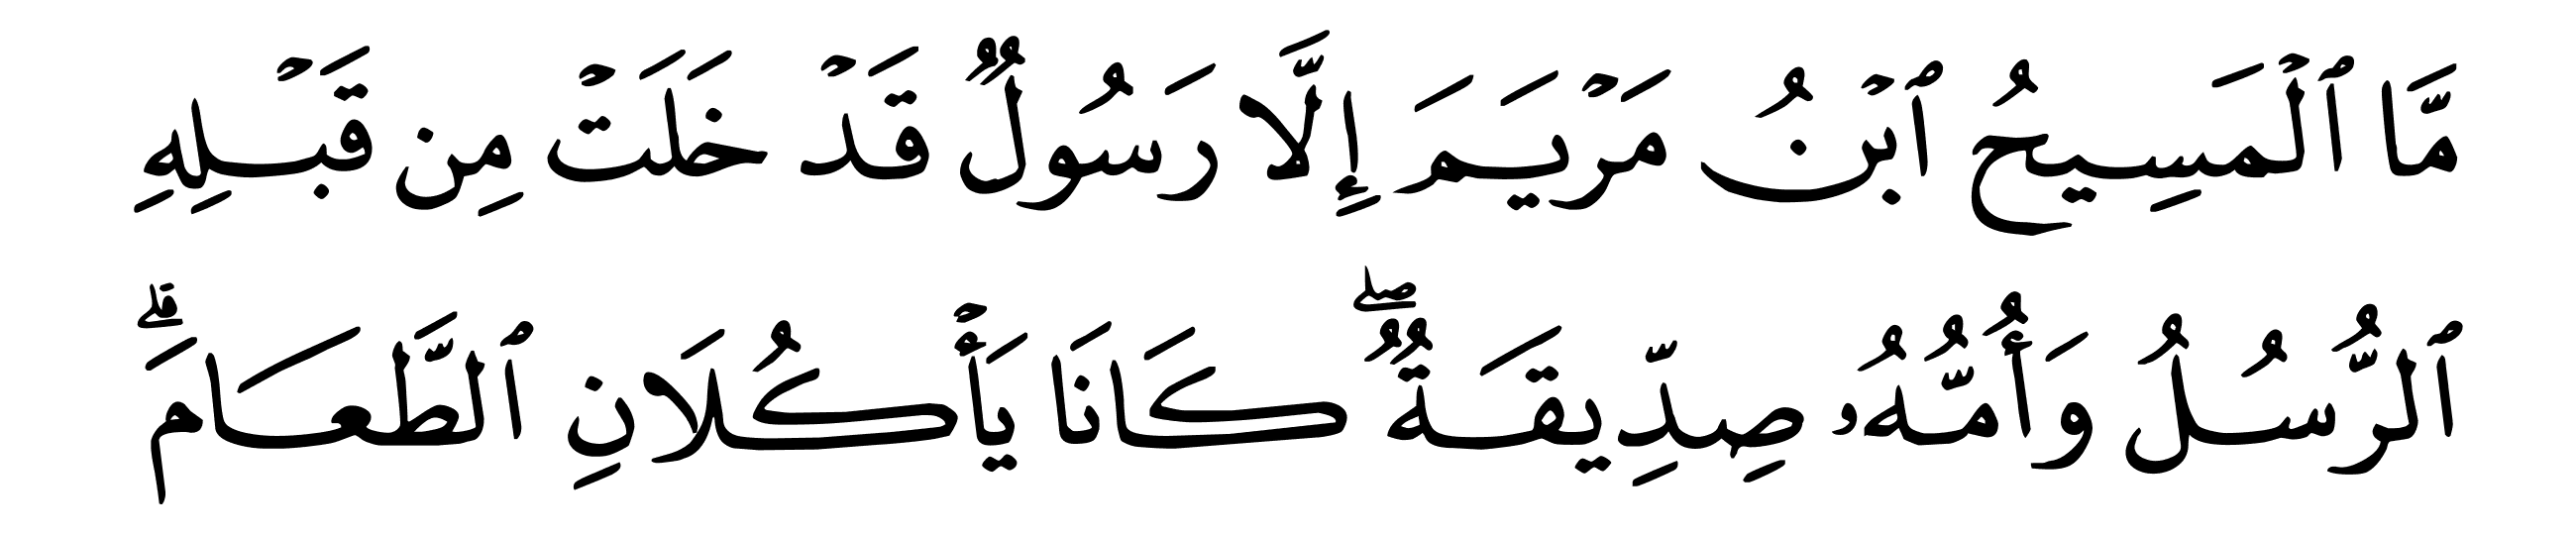 مَّا ٱلْمَسِيحُ ٱبْنُ مَرْيَمَ إِلَّا رَسُولٌ قَدْ خَلَتْ مِن قَبْلِهِ
ٱلرُّسُلُ وَأُمُّهُۥ صِدِّيقَةٌ ۖ كَانَا يَأْكُلَانِ ٱلطَّعَامَ ۗ